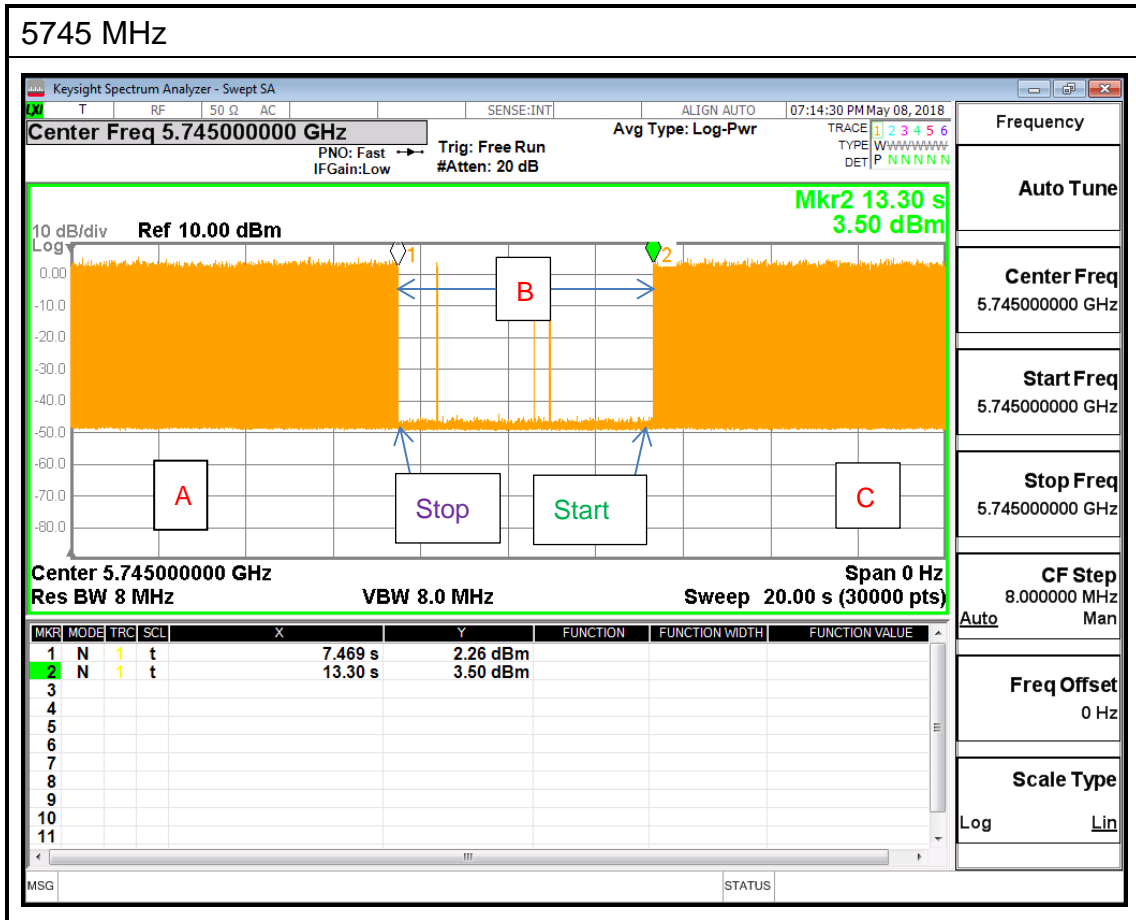 5745 MHz
Keysight Spectrum Analyzer - Swept SA
LXI T RF 50 Ω AC SENSE:INT ALIGN AUTO 07:14:30 PM May 08, 2018
Center Freq 5.745000000 GHz
PNO: Fast
IFGain:Low
Trig: Free Run
#Atten: 20 dB
Avg Type: Log-Pwr
TRACE 1 2 3 4 5 6
TYPE WWWWWWW
DET P N N N N N
Mkr2 13.30 s
3.50 dBm
10 dB/div Ref 10.00 dBm
Log
1
2
0.00
-10.0
-20.0
-30.0
-40.0
-50.0
-60.0
-70.0
-80.0
B
A
Stop
Start
C
Center 5.745000000 GHz Span 0 Hz
Res BW 8 MHz VBW 8.0 MHz Sweep 20.00 s (30000 pts)
MKR MODE TRC SCL X Y FUNCTION FUNCTION WIDTH FUNCTION VALUE
1 N 1 t 7.469 s 2.26 dBm
2 N 1 t 13.30 s 3.50 dBm
3
4
5
6
7
8
9
10
11
MSG STATUS
Frequency
Auto Tune
Center Freq
5.745000000 GHz
Start Freq
5.745000000 GHz
Stop Freq
5.745000000 GHz
CF Step
8.000000 MHz
Auto Man
Freq Offset
0 Hz
Scale Type
Log Lin